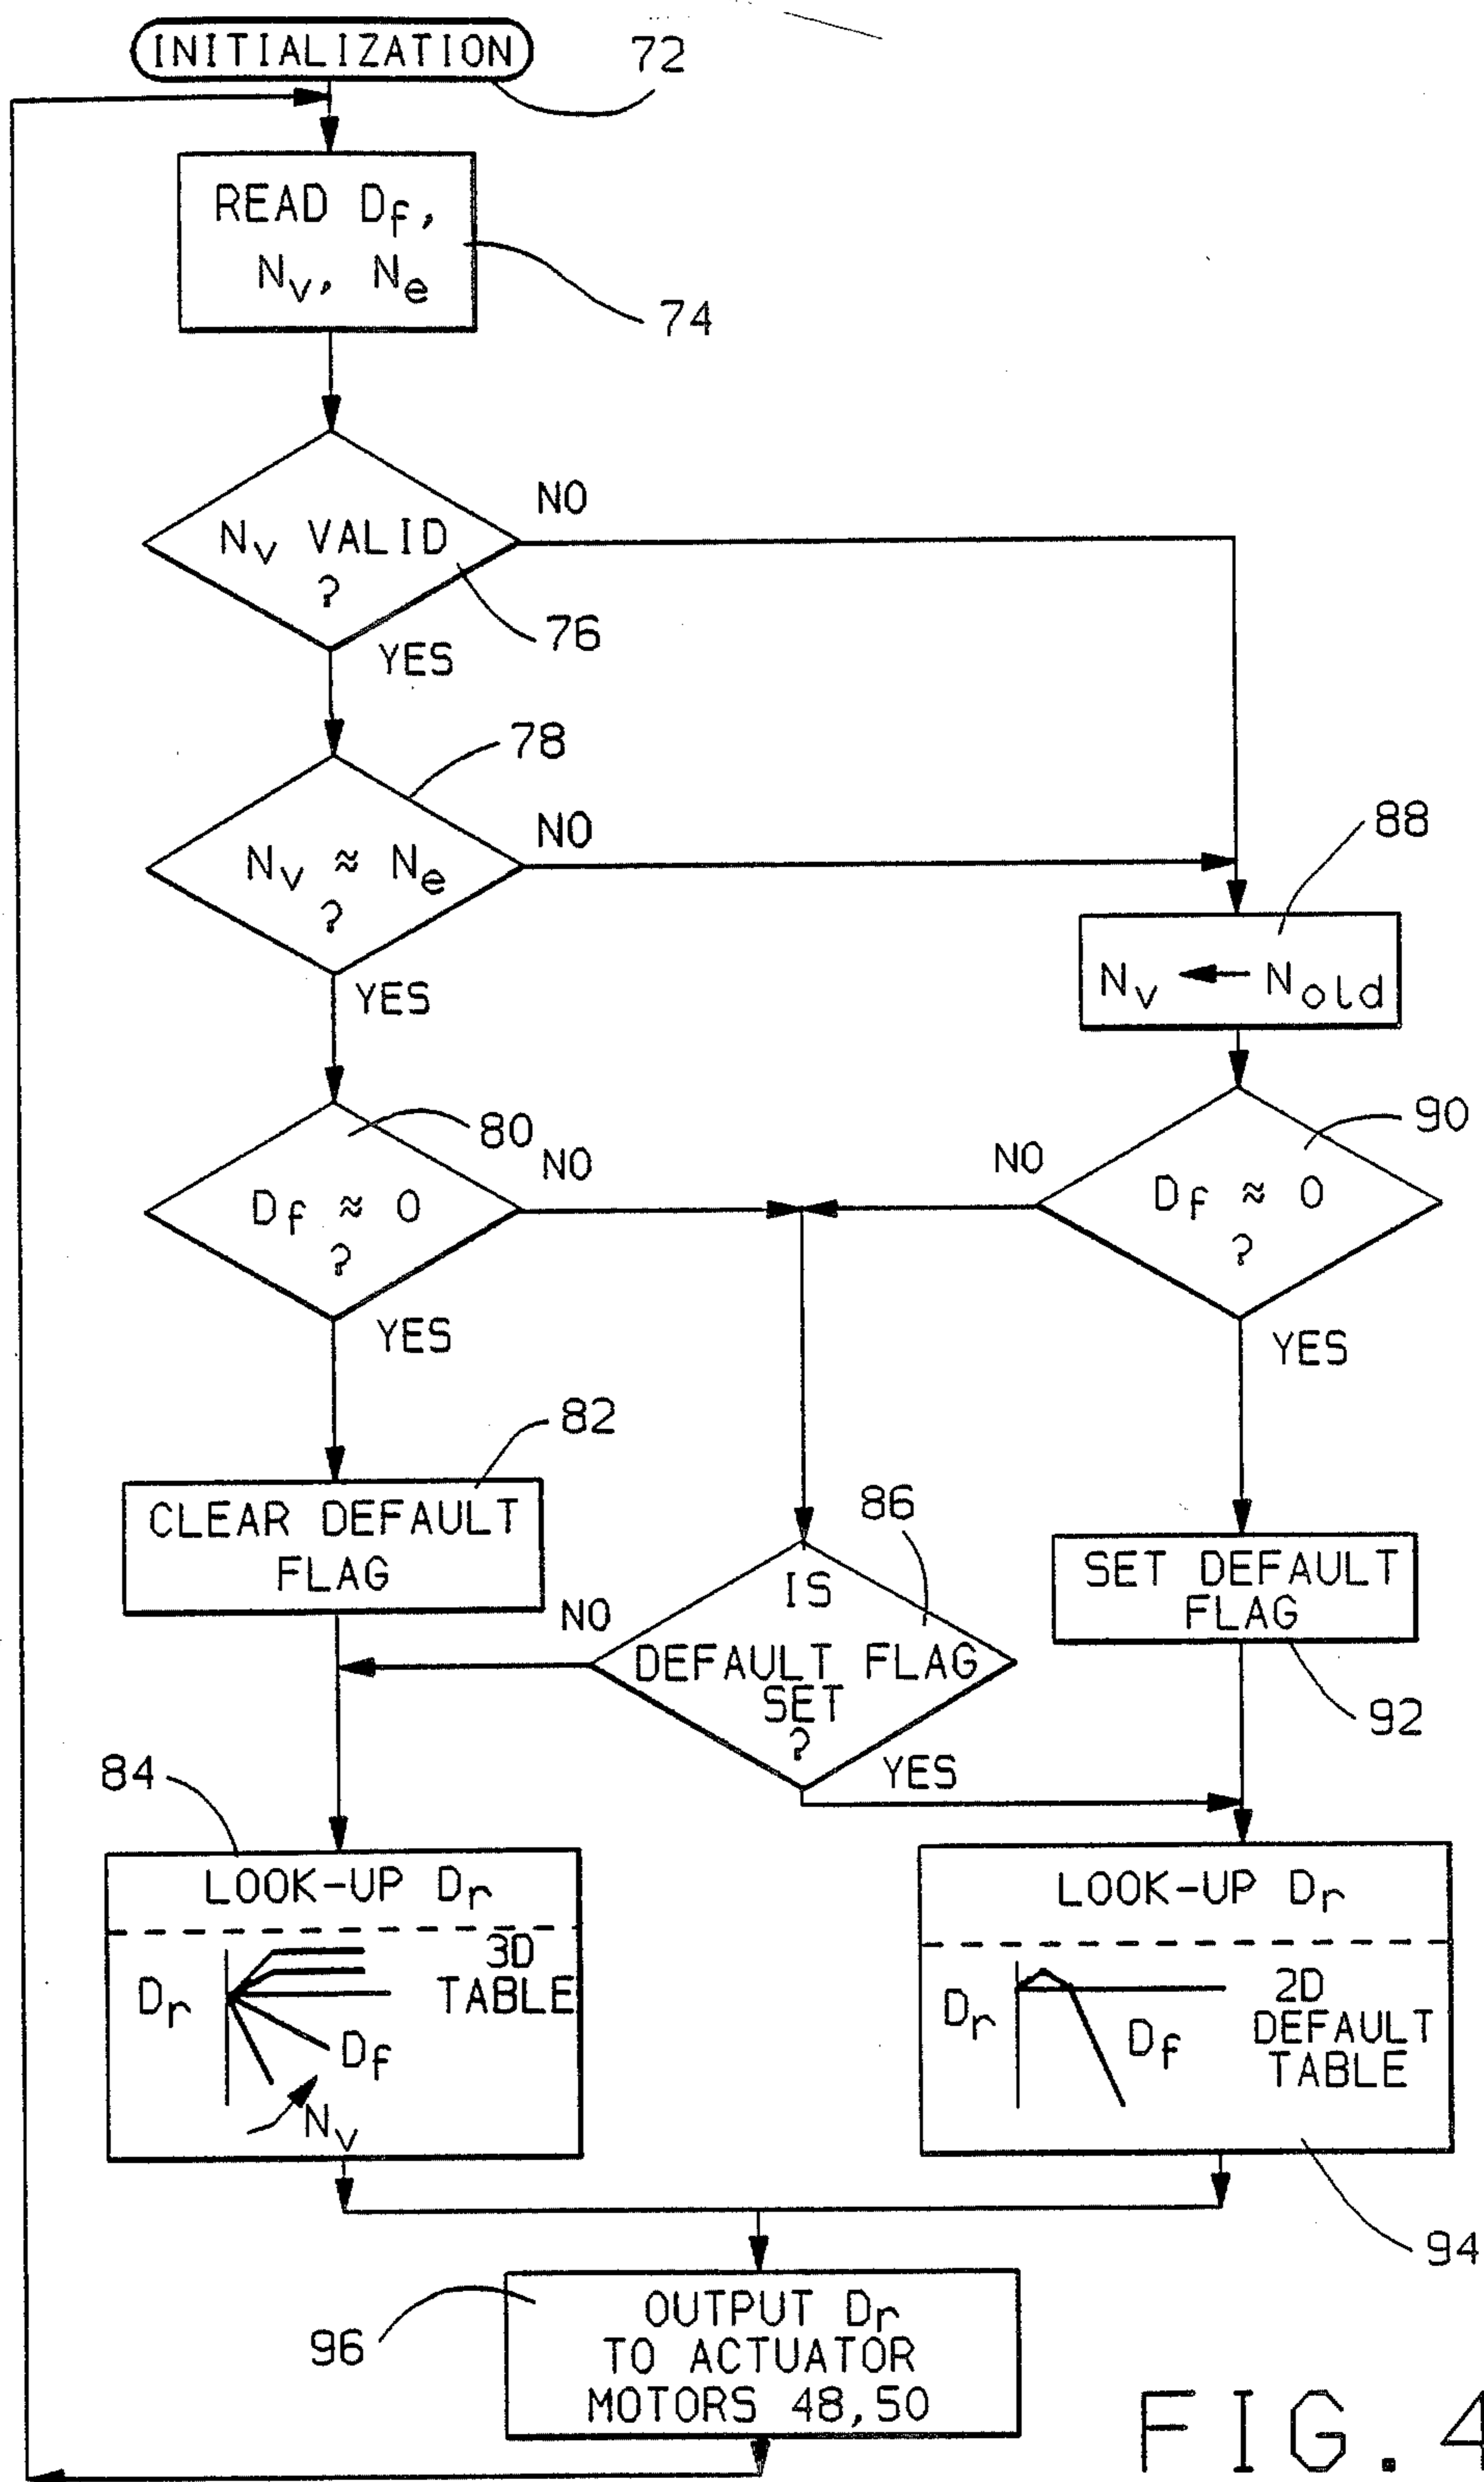 INITIALIZATION
72
READ Df,
Nv, Ne
74
Nv VALID
?
NO
76
YES
78
Nv ≈ Ne
?
NO
YES
88
Nv ← Nold
80
Df ≈ 0
?
NO
YES
90
NO
Df ≈ 0
?
YES
82
CLEAR DEFAULT
FLAG
86
IS
DEFAULT FLAG
SET
?
NO
YES
SET DEFAULT
FLAG
92
84
LOOK-UP Dr
3D
TABLE
Dr
Df
Nv
LOOK-UP Dr
2D
DEFAULT
TABLE
Dr
Df
94
96
OUTPUT Dr
TO ACTUATOR
MOTORS 48,50
FIG. 4